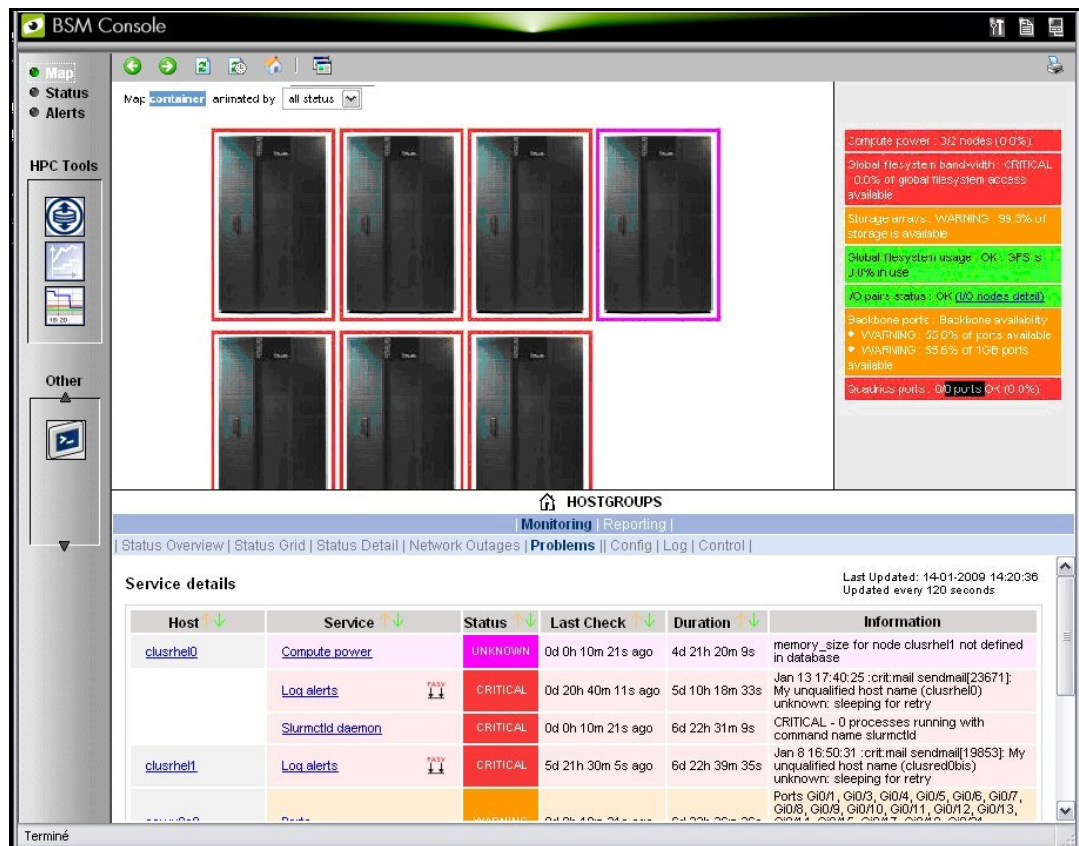 BSM Console
Map
Status
Alerts
HPC Tools
18:20
Other
Map container animated by all status
Compute power : 0/2 nodes (0.0%)
Global filesystem bandwidth : CRITICAL
: 0.0% of global filesystem access
available
Storage arrays : WARNING : 99.3% of
storage is available
Global filesystem usage : OK : GFS is
0.0% in use
I/O pairs status : OK (I/O nodes detail)
Backbone ports : Backbone availability
WARNING : 55.0% of ports available
WARNING : 55.6% of 1GB ports
available
Quadrics ports : 0/0 ports OK (0.0%)
HOSTGROUPS
| Monitoring | Reporting |
| Status Overview | Status Grid | Status Detail | Network Outages | Problems || Config | Log | Control |
Service details
Last Updated: 14-01-2009 14:20:36
Updated every 120 seconds
Host Service Status Last Check Duration Information
clusrhel0 Compute power UNKNOWN 0d 0h 10m 21s ago 4d 21h 20m 9s memory_size for node clusrhel1 not defined
in database
Log alerts PASV CRITICAL 0d 20h 40m 11s ago 5d 10h 18m 33s Jan 13 17:40:25 :crit:mail sendmail[23671]:
My unqualified host name (clusrhel0)
unknown: sleeping for retry
Slurmctld daemon CRITICAL 0d 0h 10m 21s ago 6d 22h 31m 9s CRITICAL - 0 processes running with
command name slurmctld
clusrhel1 Log alerts PASV CRITICAL 5d 21h 30m 5s ago 6d 22h 39m 35s Jan 8 16:50:31 :crit:mail sendmail[19853]: My
unqualified host name (clusred0bis)
unknown: sleeping for retry
Ports WARNING Ports Gi0/1, Gi0/3, Gi0/4, Gi0/5, Gi0/6, Gi0/7,
Gi0/8, Gi0/9, Gi0/10, Gi0/11, Gi0/12, Gi0/13,
Terminé